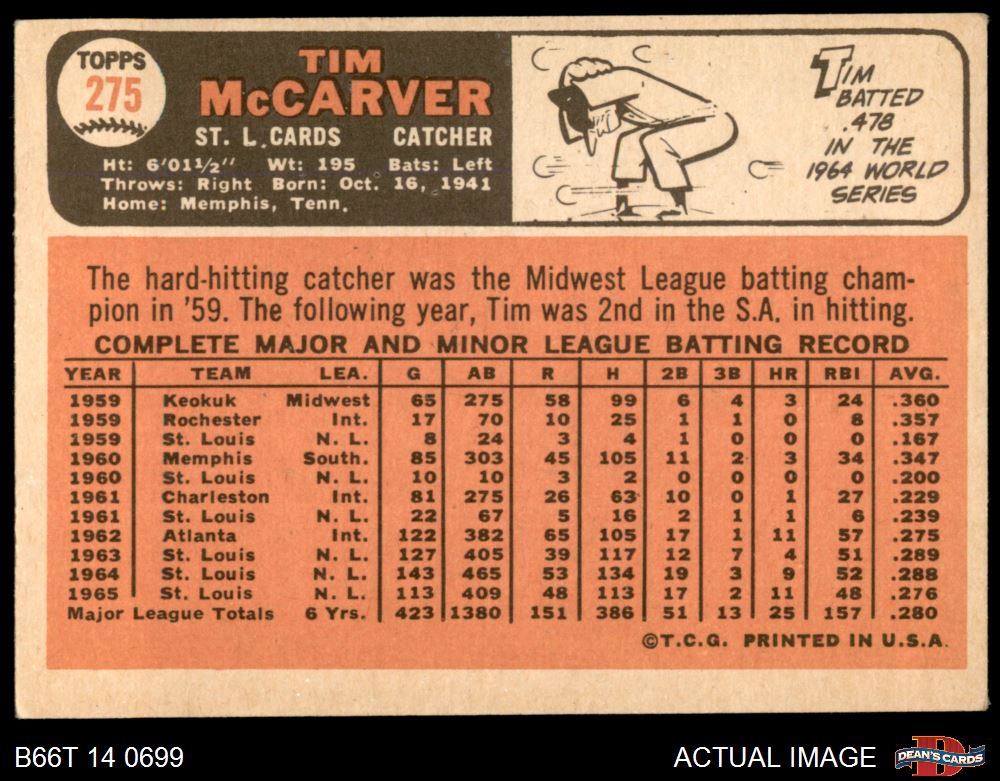 TOPPS
275
TIM
McCARVER
ST. L. CARDS CATCHER
Ht: 6'01½" Wt: 195 Bats: Left
Throws: Right Born: Oct. 16, 1941
Home: Memphis, Tenn.
TIM
BATTED
.478
IN THE
1964 WORLD
SERIES
The hard-hitting catcher was the Midwest League batting cham-
pion in '59. The following year, Tim was 2nd in the S.A. in hitting.
COMPLETE MAJOR AND MINOR LEAGUE BATTING RECORD
YEAR TEAM LEA. G AB R H 2B 3B HR RBI AVG.
1959 Keokuk Midwest 65 275 58 99 6 4 3 24 .360
1959 Rochester Int. 17 70 10 25 1 1 0 8 .357
1959 St. Louis N. L. 8 24 3 4 1 0 0 0 .167
1960 Memphis South. 85 303 45 105 11 2 3 34 .347
1960 St. Louis N. L. 10 10 3 2 0 0 0 0 .200
1961 Charleston Int. 81 275 26 63 10 0 1 27 .229
1961 St. Louis N. L. 22 67 5 16 2 1 1 6 .239
1962 Atlanta Int. 122 382 65 105 17 1 11 57 .275
1963 St. Louis N. L. 127 405 39 117 12 7 4 51 .289
1964 St. Louis N. L. 143 465 53 134 19 3 9 52 .288
1965 St. Louis N. L. 113 409 48 113 17 2 11 48 .276
Major League Totals 6 Yrs. 423 1380 151 386 51 13 25 157 .280
©T.C.G. PRINTED IN U.S.A.
B66T 14 0699
ACTUAL IMAGE
D
DEAN'S CARDS